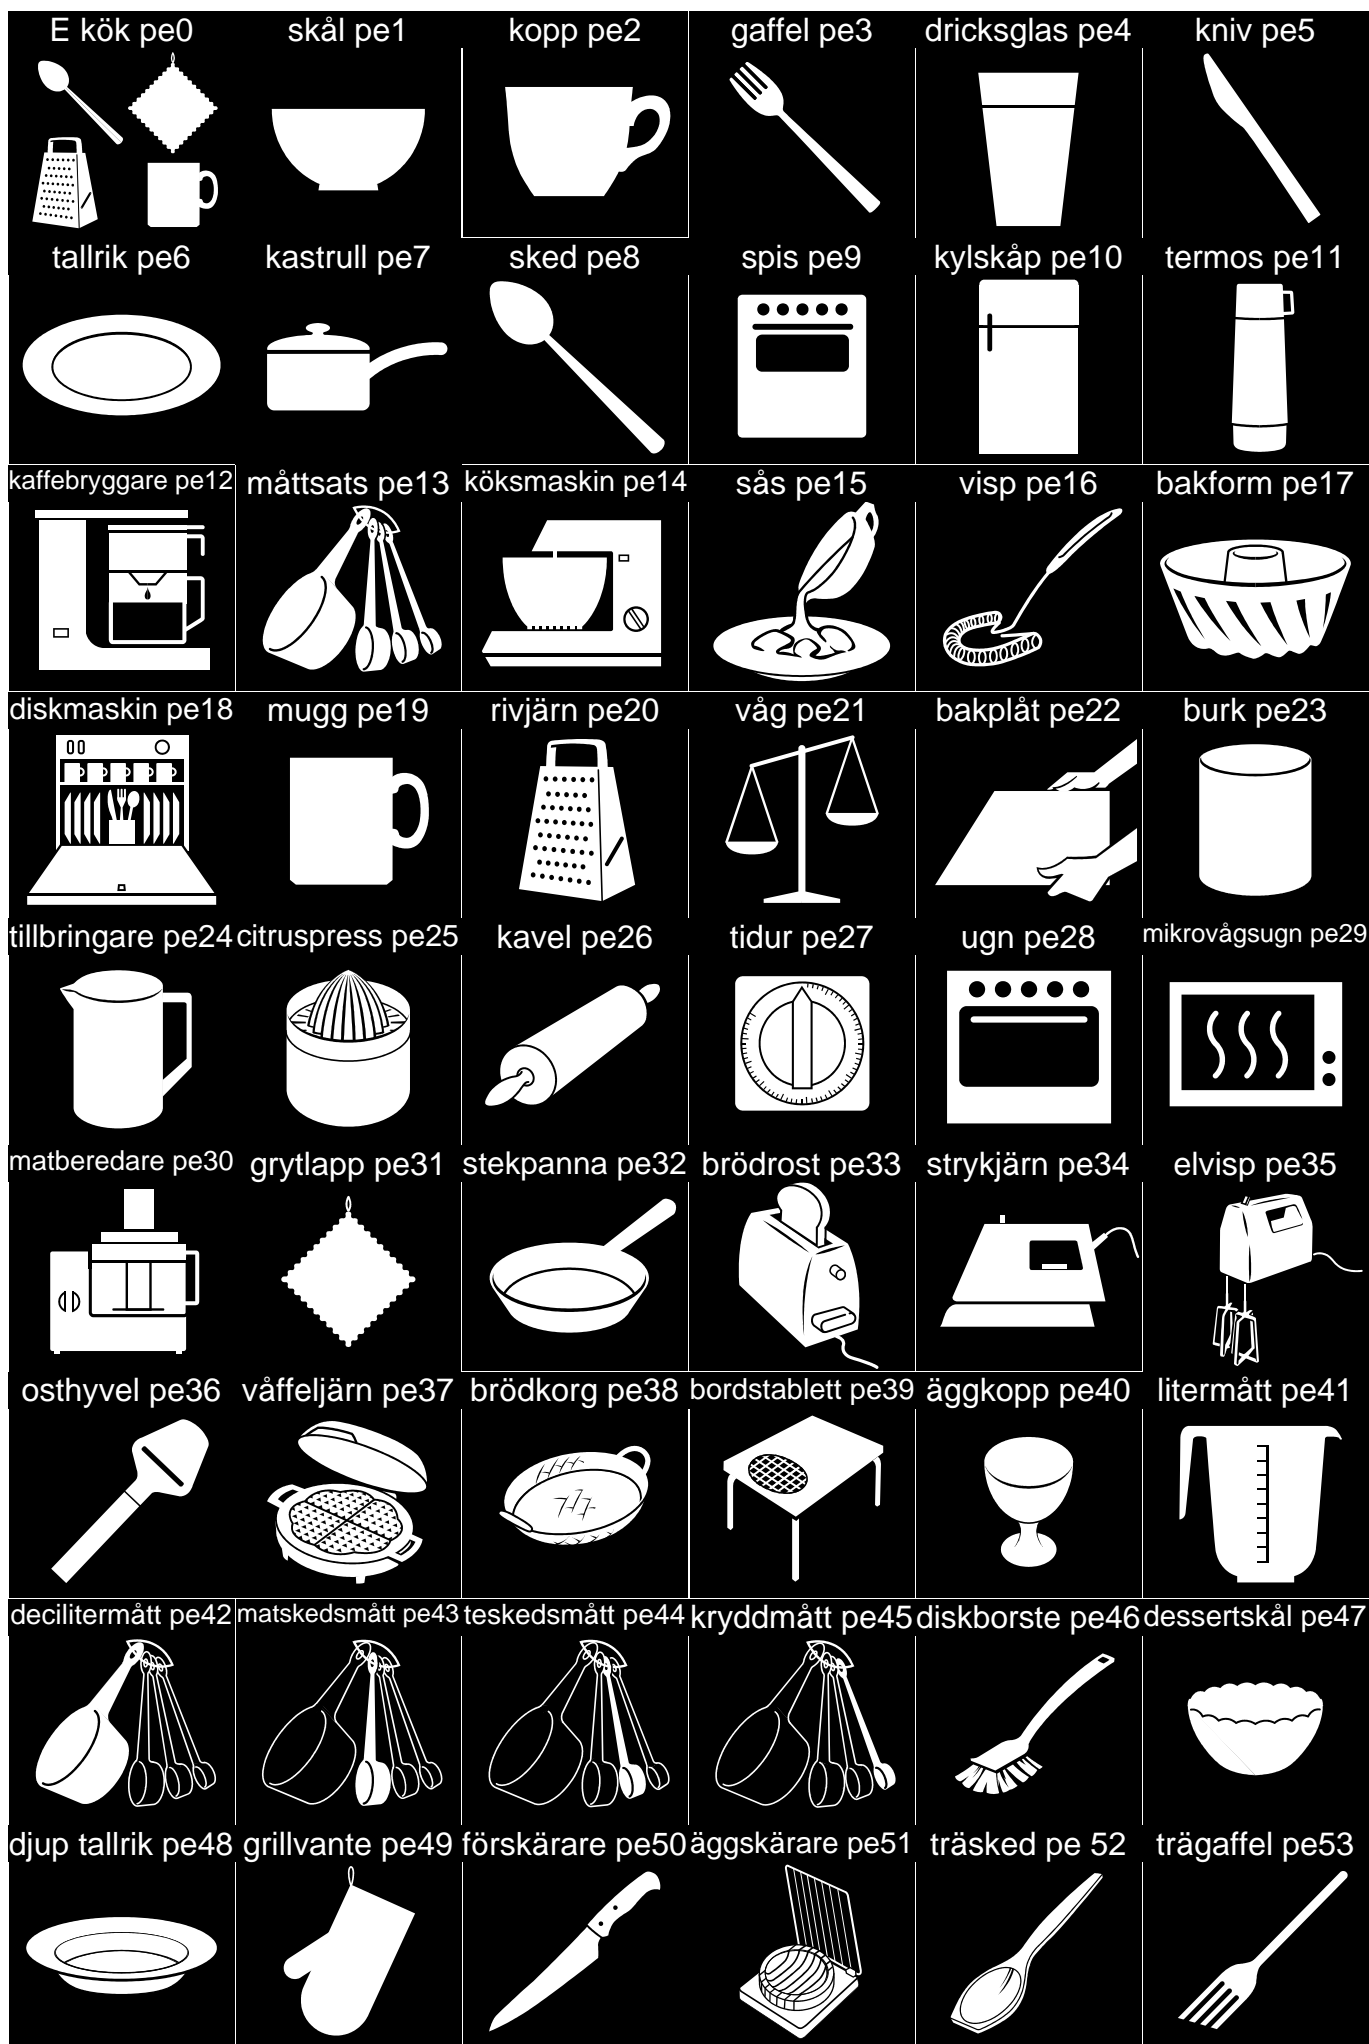 E kök pe0
skål pe1
kopp pe2
gaffel pe3
dricksglas pe4
kniv pe5
tallrik pe6
kastrull pe7
sked pe8
spis pe9
kylskåp pe10
termos pe11
kaffebryggare pe12
måttsats pe13
köksmaskin pe14
sås pe15
visp pe16
bakform pe17
diskmaskin pe18
mugg pe19
rivjärn pe20
våg pe21
bakplåt pe22
burk pe23
tillbringare pe24
citruspress pe25
kavel pe26
tidur pe27
ugn pe28
mikrovågsugn pe29
matberedare pe30
grytlapp pe31
stekpanna pe32
brödrost pe33
strykjärn pe34
elvisp pe35
osthyvel pe36
våffeljärn pe37
brödkorg pe38
bordstablett pe39
äggkopp pe40
litermått pe41
decilitermått pe42
matskedsmått pe43
teskedsmått pe44
kryddmått pe45
diskborste pe46
dessertskål pe47
djup tallrik pe48
grillvante pe49
förskärare pe50
äggskärare pe51
träsked pe 52
trägaffel pe53